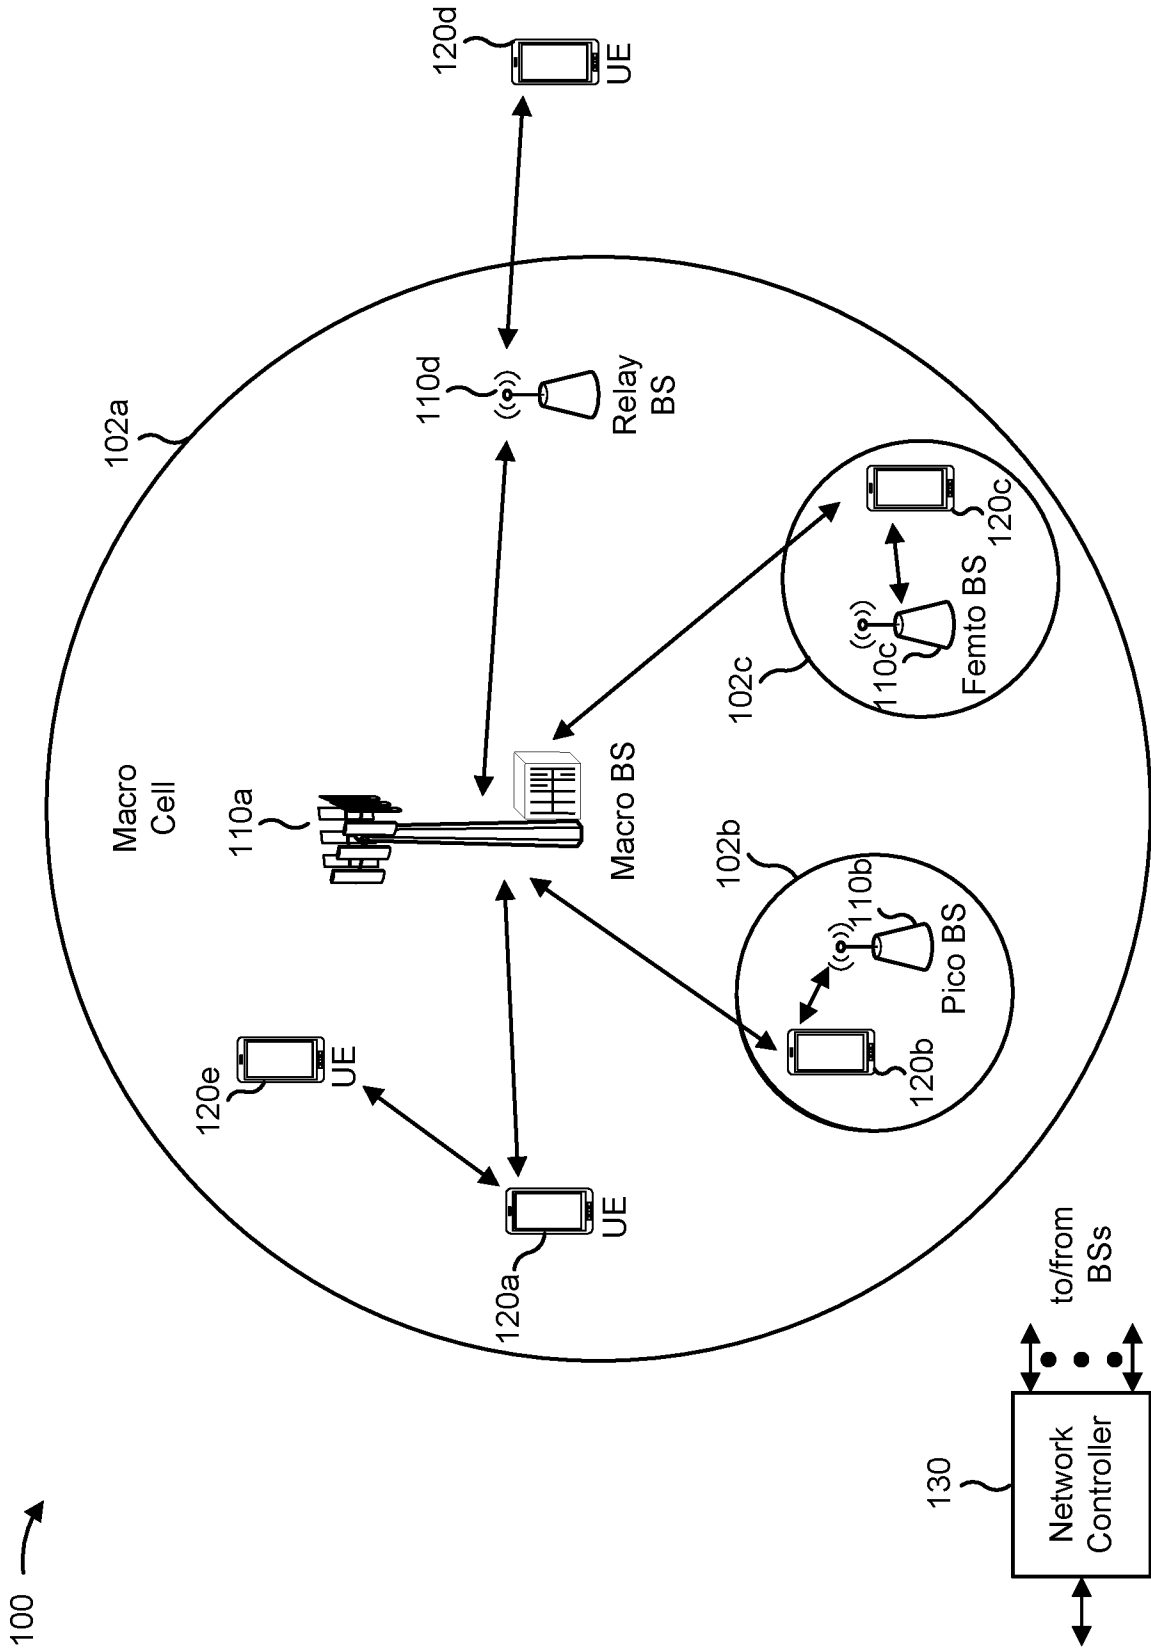 100
102a
Macro
Cell
110a
120d
UE
110d
Relay
BS
120e
UE
120a
UE
Macro BS
102b
110b
Pico BS
120b
102c
110c
Femto BS
120c
130
Network
Controller
to/from
BSs